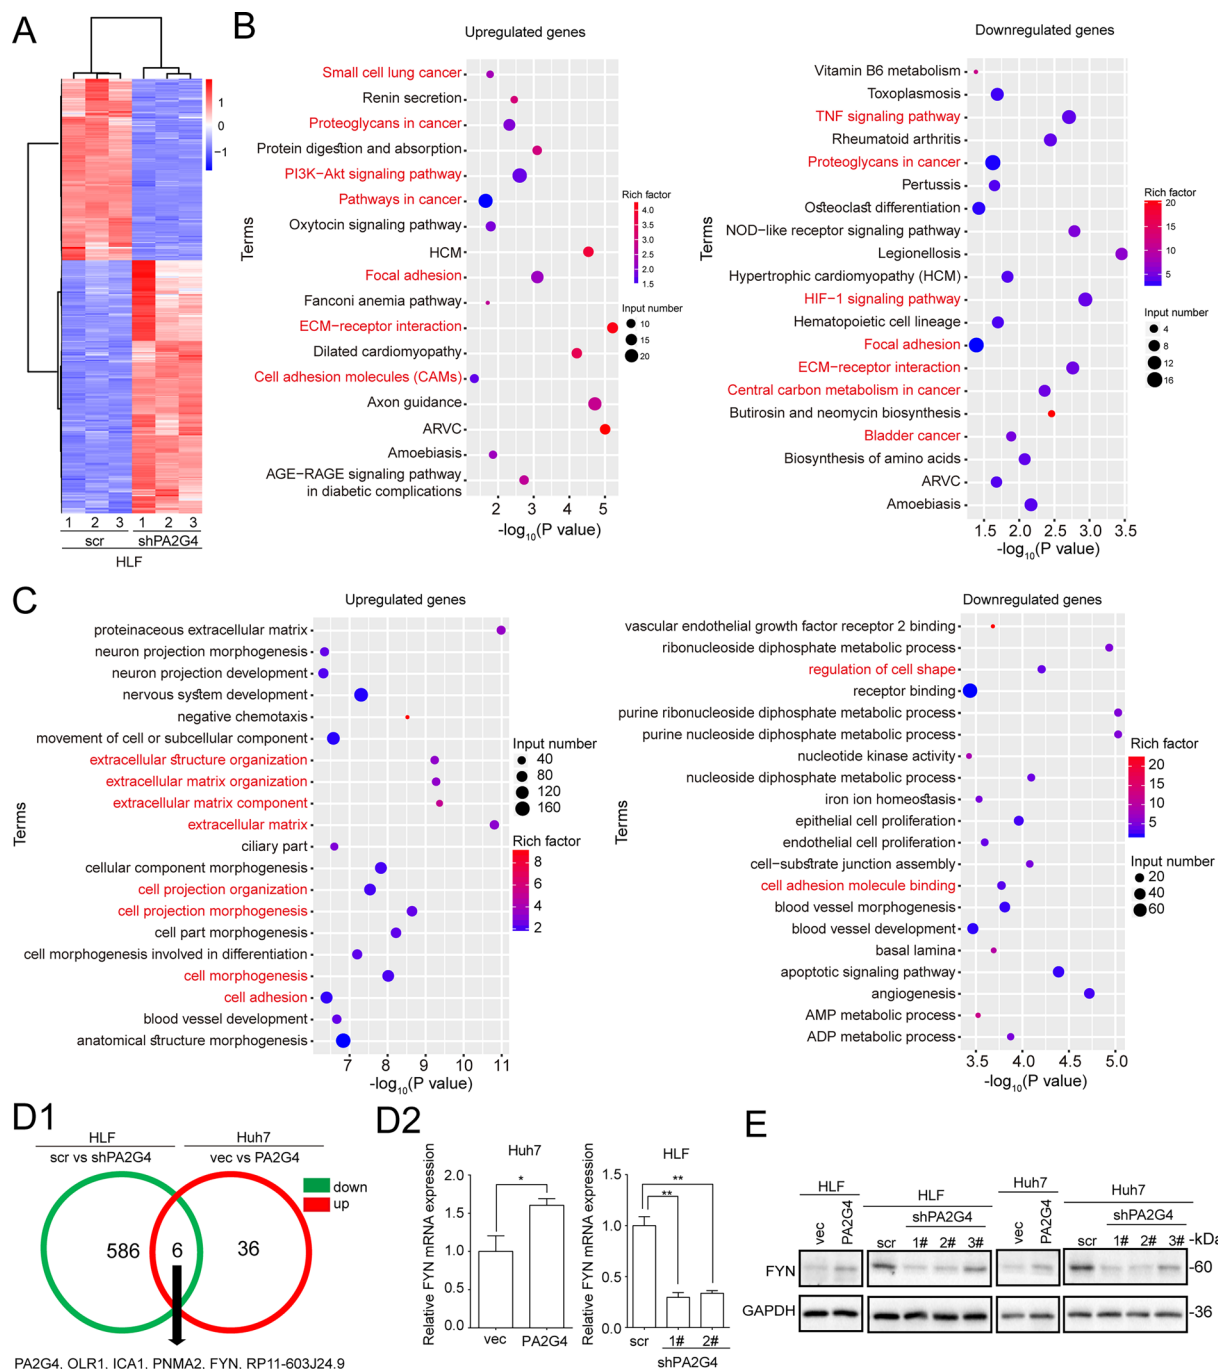 A
1
0
−1
1 2 3 1 2 3
scr shPA2G4
HLF
B
Upregulated genes
Terms
Small cell lung cancer
Renin secretion
Proteoglycans in cancer
Protein digestion and absorption
PI3K−Akt signaling pathway
Pathways in cancer
Oxytocin signaling pathway
HCM
Focal adhesion
Fanconi anemia pathway
ECM−receptor interaction
Dilated cardiomyopathy
Cell adhesion molecules (CAMs)
Axon guidance
ARVC
Amoebiasis
AGE−RAGE signaling pathway
in diabetic complications
2 3 4 5
-log10(P value)
Rich factor
4.0
3.5
3.0
2.5
2.0
1.5
Input number
10
15
20
Downregulated genes
Terms
Vitamin B6 metabolism
Toxoplasmosis
TNF signaling pathway
Rheumatoid arthritis
Proteoglycans in cancer
Pertussis
Osteoclast differentiation
NOD−like receptor signaling pathway
Legionellosis
Hypertrophic cardiomyopathy (HCM)
HIF−1 signaling pathway
Hematopoietic cell lineage
Focal adhesion
ECM−receptor interaction
Central carbon metabolism in cancer
Butirosin and neomycin biosynthesis
Bladder cancer
Biosynthesis of amino acids
ARVC
Amoebiasis
1.5 2.0 2.5 3.0 3.5
-log10(P value)
Rich factor
20
15
10
5
Input number
4
8
12
16
C
Upregulated genes
Terms
proteinaceous extracellular matrix
neuron projection morphogenesis
neuron projection development
nervous system development
negative chemotaxis
movement of cell or subcellular component
extracellular structure organization
extracellular matrix organization
extracellular matrix component
extracellular matrix
ciliary part
cellular component morphogenesis
cell projection organization
cell projection morphogenesis
cell part morphogenesis
cell morphogenesis involved in differentiation
cell morphogenesis
cell adhesion
blood vessel development
anatomical structure morphogenesis
7 8 9 10 11
-log10(P value)
Input number
40
80
120
160
Rich factor
8
6
4
2
Downregulated genes
Terms
vascular endothelial growth factor receptor 2 binding
ribonucleoside diphosphate metabolic process
regulation of cell shape
receptor binding
purine ribonucleoside diphosphate metabolic process
purine nucleoside diphosphate metabolic process
nucleotide kinase activity
nucleoside diphosphate metabolic process
iron ion homeostasis
epithelial cell proliferation
endothelial cell proliferation
cell−substrate junction assembly
cell adhesion molecule binding
blood vessel morphogenesis
blood vessel development
basal lamina
apoptotic signaling pathway
angiogenesis
AMP metabolic process
ADP metabolic process
3.5 4.0 4.5 5.0
-log10(P value)
Rich factor
20
15
10
5
Input number
20
40
60
D1
HLF Huh7
scr vs shPA2G4 vec vs PA2G4
down
up
586 6 36
PA2G4, OLR1, ICA1, PNMA2, FYN, RP11-603J24.9
D2
Huh7
Relative FYN mRNA expression
2.0
1.5
1.0
0.5
0.0
*
vec PA2G4
HLF
Relative FYN mRNA expression
1.5
1.0
0.5
0.0
**
**
scr 1# 2#
shPA2G4
E
HLF HLF Huh7 Huh7
vec PA2G4 shPA2G4 vec PA2G4 shPA2G4
scr 1# 2# 3# scr 1# 2# 3# -kDa
FYN -60
GAPDH -36